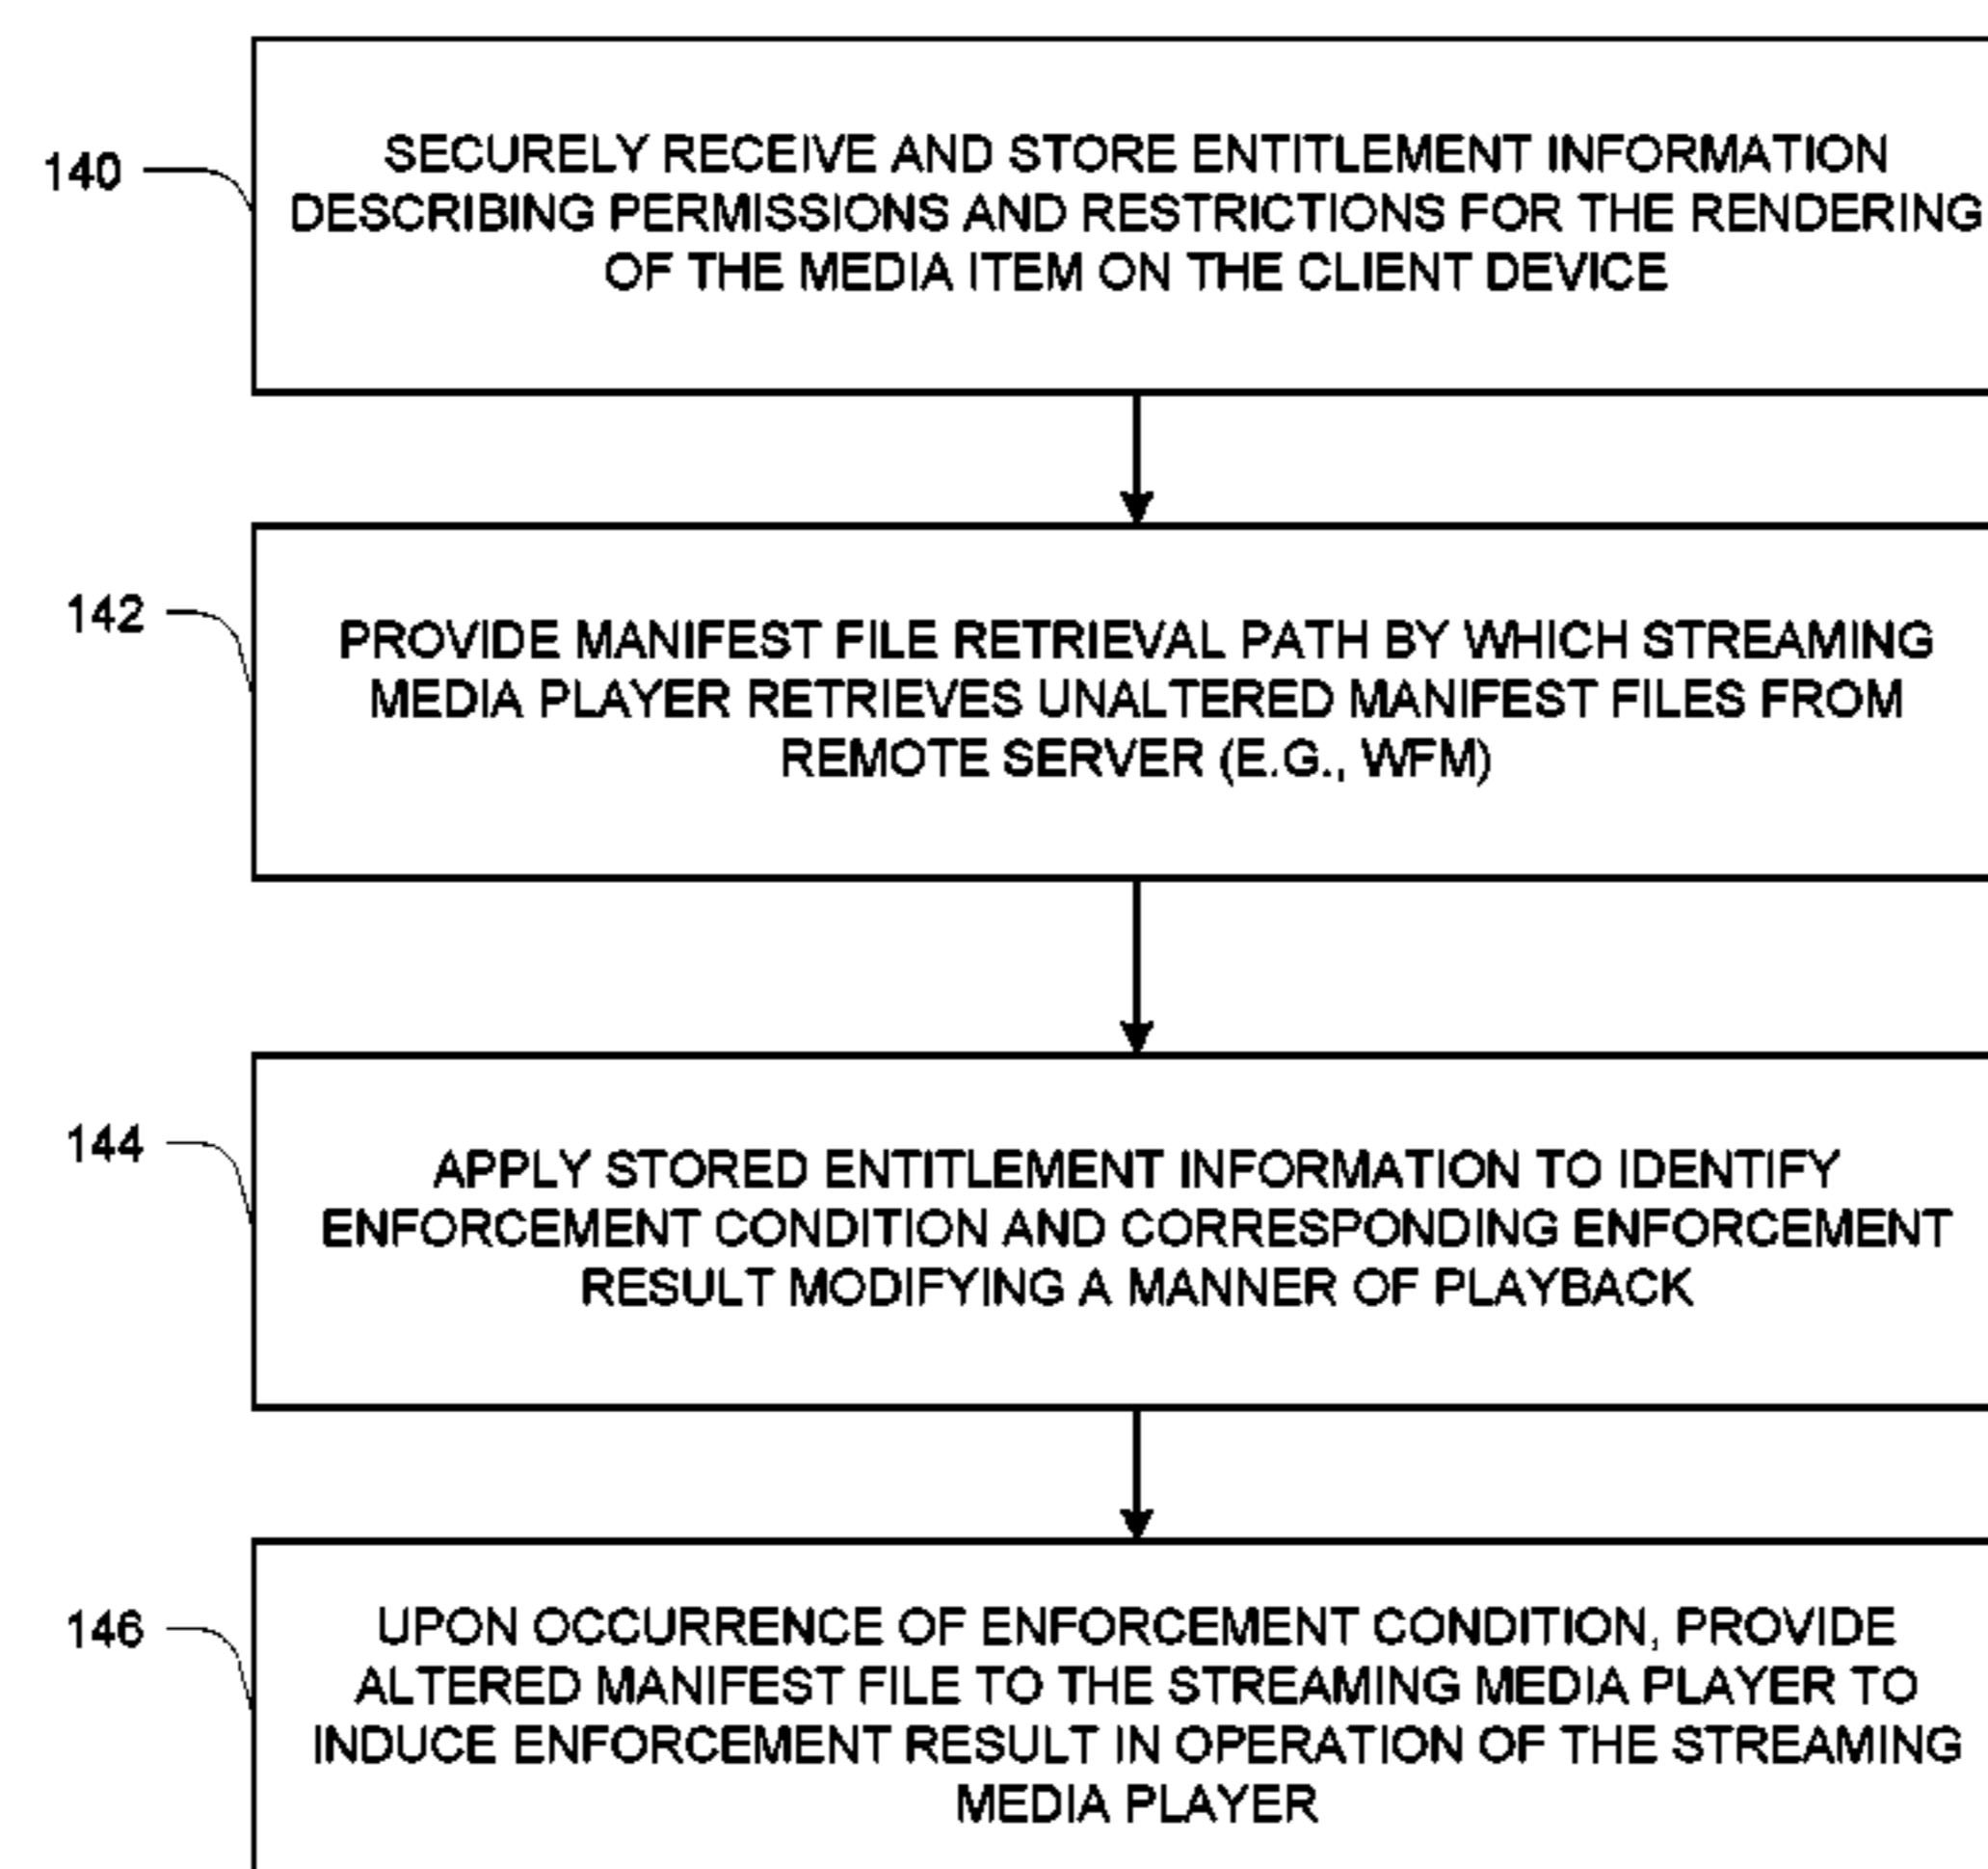 140
SECURELY RECEIVE AND STORE ENTITLEMENT INFORMATION
DESCRIBING PERMISSIONS AND RESTRICTIONS FOR THE RENDERING
OF THE MEDIA ITEM ON THE CLIENT DEVICE
142
PROVIDE MANIFEST FILE RETRIEVAL PATH BY WHICH STREAMING
MEDIA PLAYER RETRIEVES UNALTERED MANIFEST FILES FROM
REMOTE SERVER (E.G., WFM)
144
APPLY STORED ENTITLEMENT INFORMATION TO IDENTIFY
ENFORCEMENT CONDITION AND CORRESPONDING ENFORCEMENT
RESULT MODIFYING A MANNER OF PLAYBACK
146
UPON OCCURRENCE OF ENFORCEMENT CONDITION, PROVIDE
ALTERED MANIFEST FILE TO THE STREAMING MEDIA PLAYER TO
INDUCE ENFORCEMENT RESULT IN OPERATION OF THE STREAMING
MEDIA PLAYER